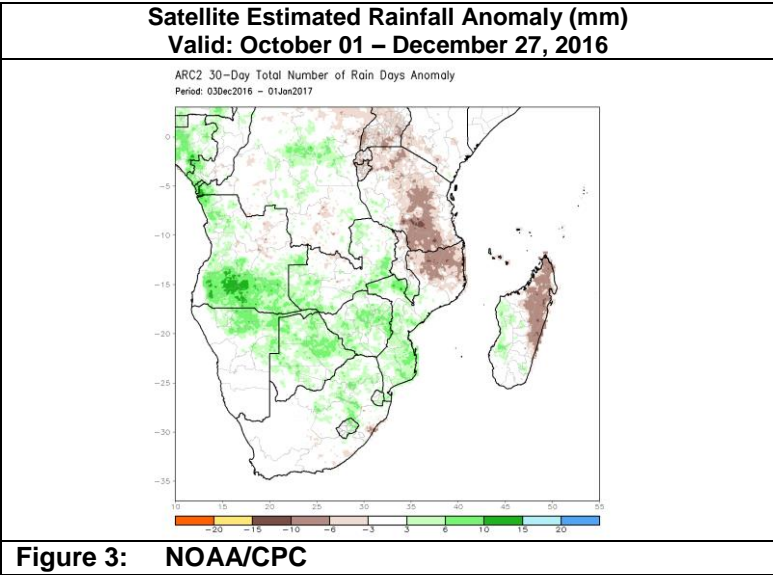 Satellite Estimated Rainfall Anomaly (mm)
Valid: October 01 – December 27, 2016
ARC2 30-Day Total Number of Rain Days Anomaly
Period: 03Dec2016 - 01Jan2017
0
-5
-10
-15
-20
-25
-30
-35
10 15 20 25 30 35 40 45 50 55
-20 -15 -10 -6 -3 3 6 10 15 20
Figure 3: NOAA/CPC